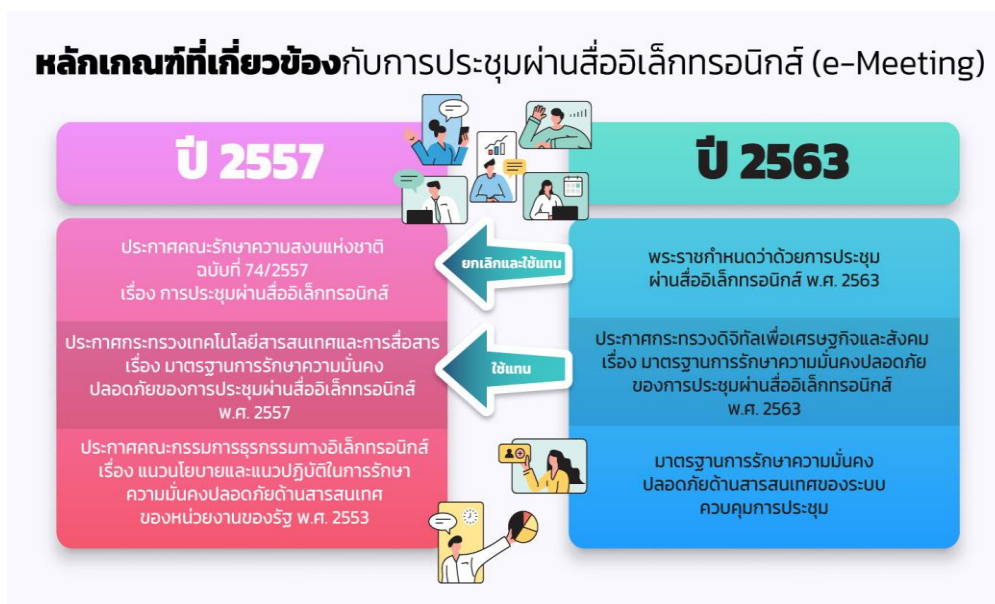 หลักเกณฑ์ที่เกี่ยวข้องกับการประชุมผ่านสื่ออิเล็กทรอนิกส์ (e-Meeting)
ปี 2557
ปี 2563
ประกาศคณะรักษาความสงบแห่งชาติ
ฉบับที่ 74/2557
เรื่อง การประชุมผ่านสื่ออิเล็กทรอนิกส์
ยกเลิกและใช้แทน
พระราชกำหนดว่าด้วยการประชุม
ผ่านสื่ออิเล็กทรอนิกส์ พ.ศ. 2563
ประกาศกระทรวงเทคโนโลยีสารสนเทศและการสื่อสาร
เรื่อง มาตรฐานการรักษาความมั่นคง
ปลอดภัยของการประชุมผ่านสื่ออิเล็กทรอนิกส์
พ.ศ. 2557
ใช้แทน
ประกาศกระทรวงดิจิทัลเพื่อเศรษฐกิจและสังคม
เรื่อง มาตรฐานการรักษาความมั่นคงปลอดภัย
ของการประชุมผ่านสื่ออิเล็กทรอนิกส์
พ.ศ. 2563
ประกาศคณะกรรมการธุรกรรมทางอิเล็กทรอนิกส์
เรื่อง แนวนโยบายและแนวปฏิบัติในการรักษา
ความมั่นคงปลอดภัยด้านสารสนเทศ
ของหน่วยงานของรัฐ พ.ศ. 2553
มาตรฐานการรักษาความมั่นคง
ปลอดภัยด้านสารสนเทศของระบบ
ควบคุมการประชุม